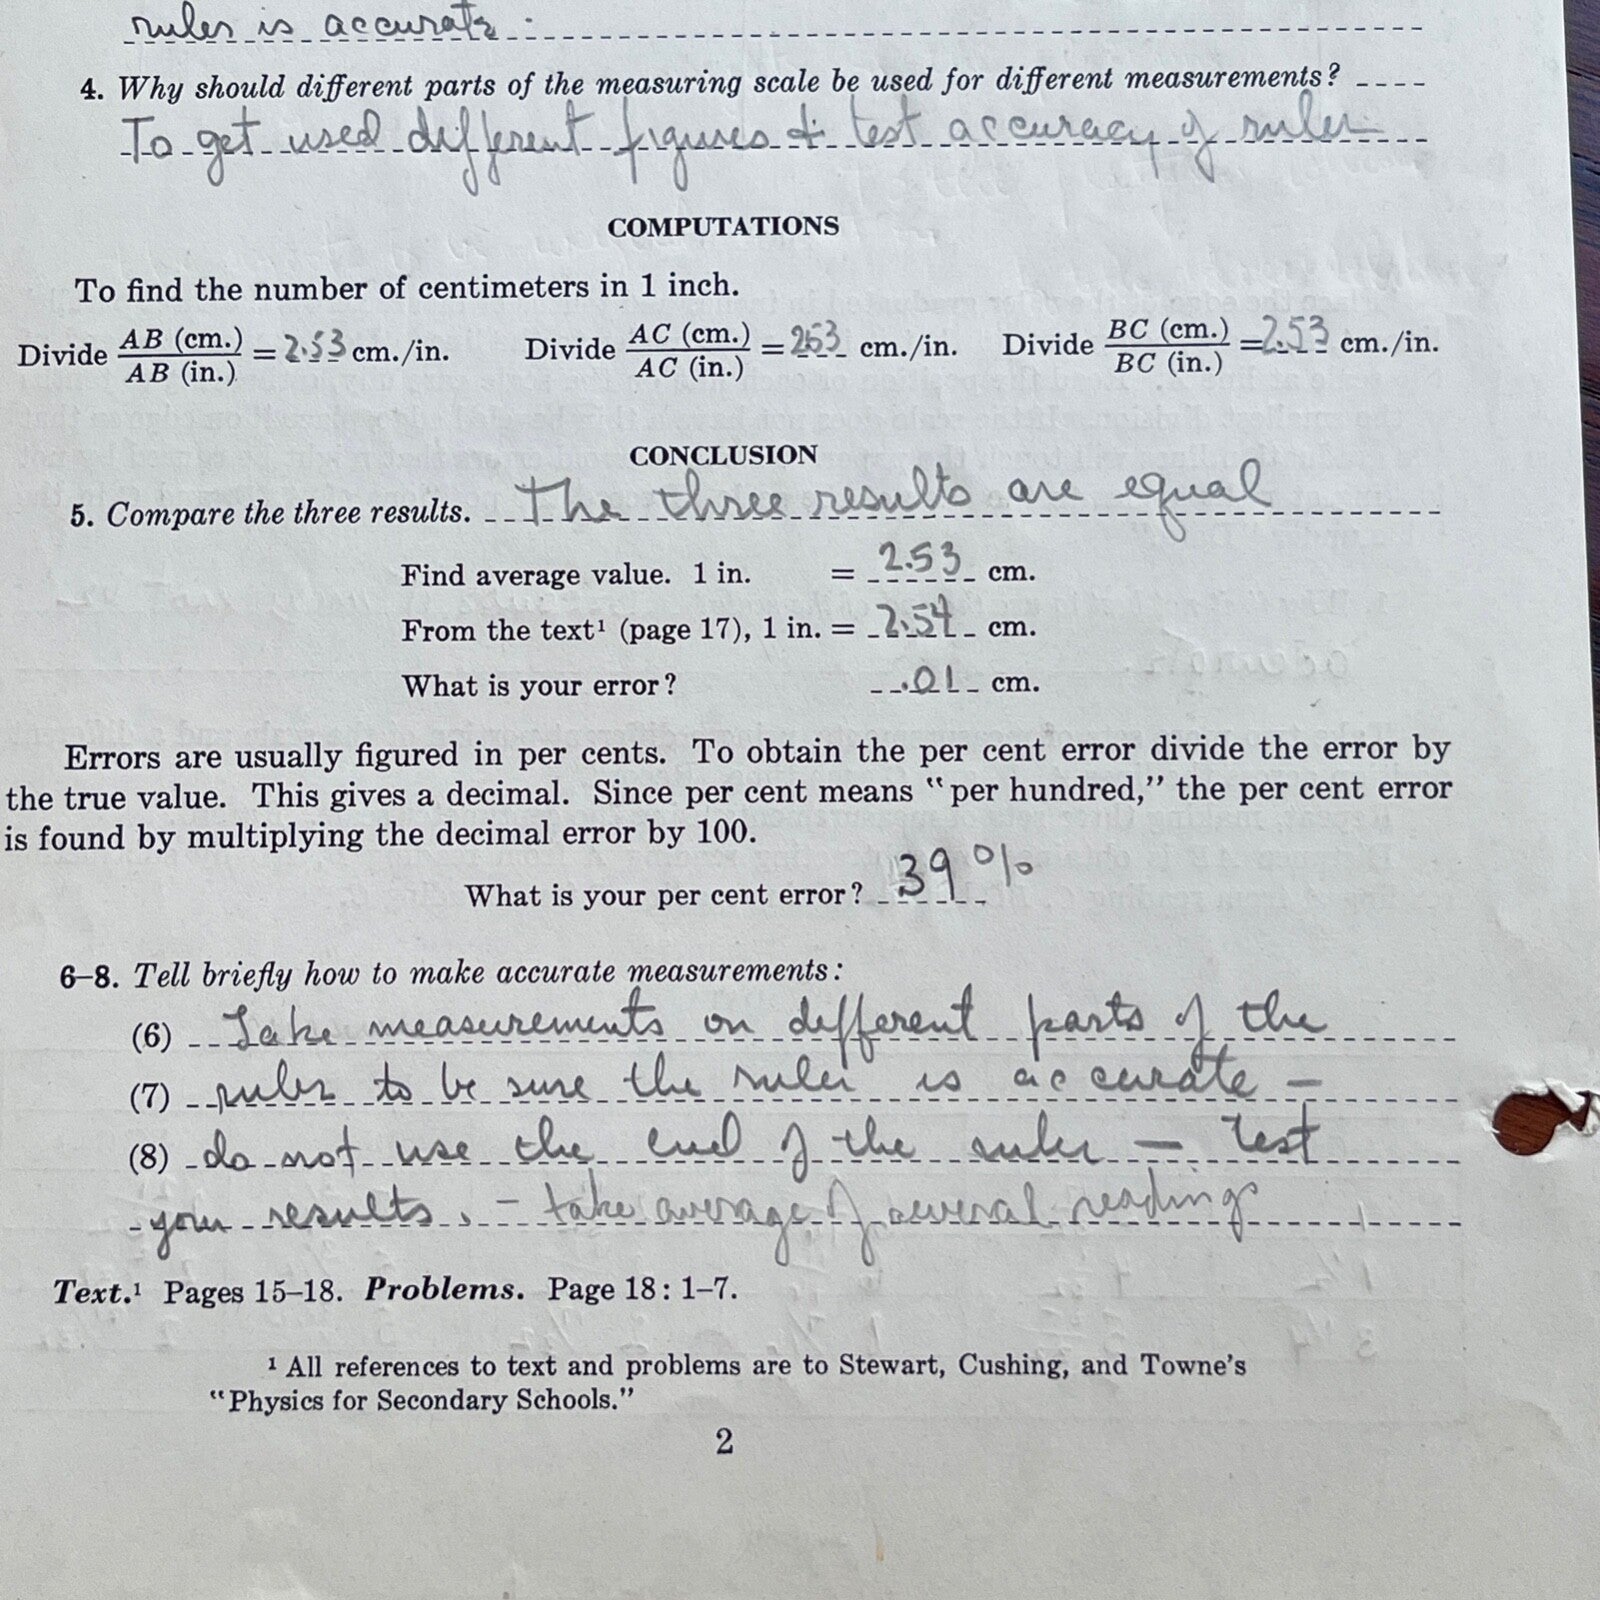 rules is accurate.
4. Why should different parts of the measuring scale be used for different measurements?
To get used different figures & test accuracy of ruler
COMPUTATIONS
To find the number of centimeters in 1 inch.
Divide AB (cm.) / AB (in.) = 2.53 cm./in. Divide AC (cm.) / AC (in.) = 2.53 cm./in. Divide BC (cm.) / BC (in.) = 2.53 cm./in.
CONCLUSION
5. Compare the three results. The three results are equal
Find average value. 1 in. = 2.53 cm.
From the text¹ (page 17), 1 in. = 2.54 cm.
What is your error? .01 cm.
Errors are usually figured in per cents. To obtain the per cent error divide the error by
the true value. This gives a decimal. Since per cent means "per hundred," the per cent error
is found by multiplying the decimal error by 100.
What is your per cent error? 39%
6–8. Tell briefly how to make accurate measurements:
(6) Take measurements on different parts of the
(7) ruler to be sure the ruler is accurate –
(8) do not use the end of the ruler – test
your results. – take average of several readings
Text.¹ Pages 15–18. Problems. Page 18: 1–7.
¹ All references to text and problems are to Stewart, Cushing, and Towne's
"Physics for Secondary Schools."
2